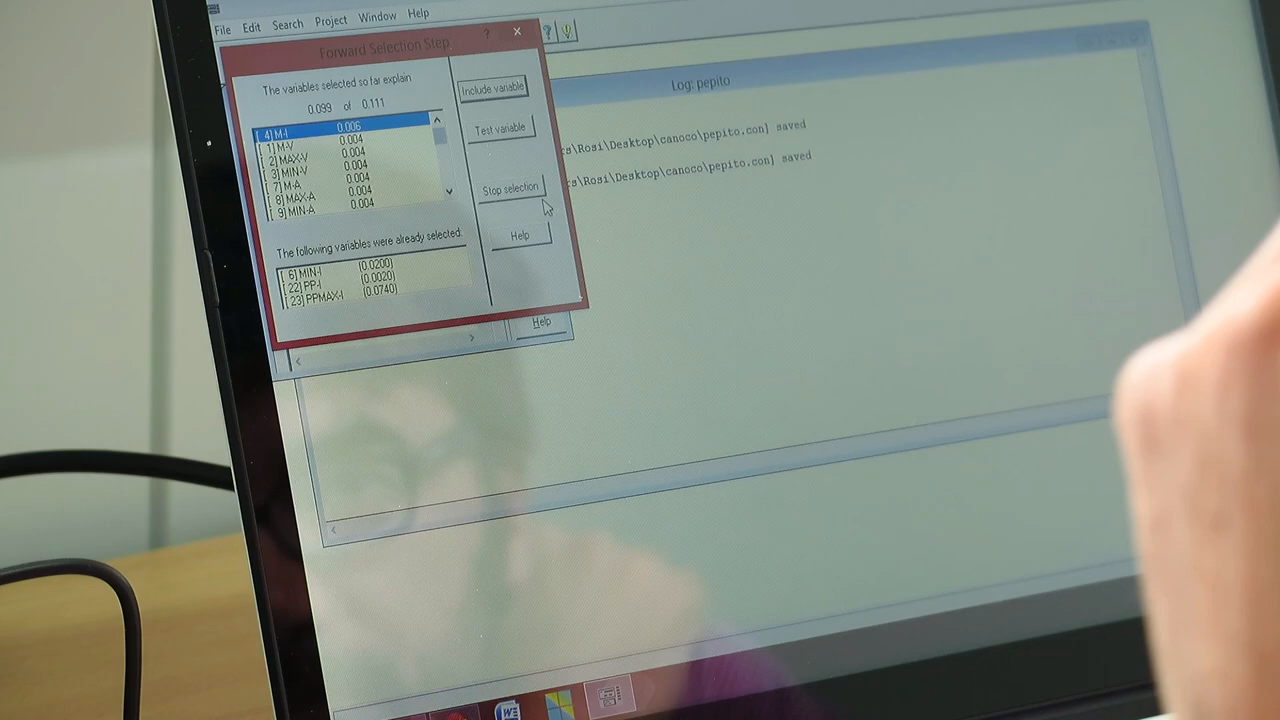 File Edit Search Project Window Help
Forward Selection Step
?
Log: pepito
The variables selected so far explain
0.099 of 0.111
Include variable
[ 4] M-I 0.006
[ 1] M-V 0.004
[ 2] MAX-V 0.004
[ 3] MIN-V 0.004
[ 7] M-A 0.004
[ 8] MAX-A 0.004
[ 9] MIN-A 0.004
Test variable
Stop selection
Help
s\Rosi\Desktop\canoco\pepito.con] saved
s\Rosi\Desktop\canoco\pepito.con] saved
The following variables were already selected.
[ 6] MIN-I (0.0200)
[22] PP-I (0.0020)
[23] PPMAX-I (0.0740)
Help
W